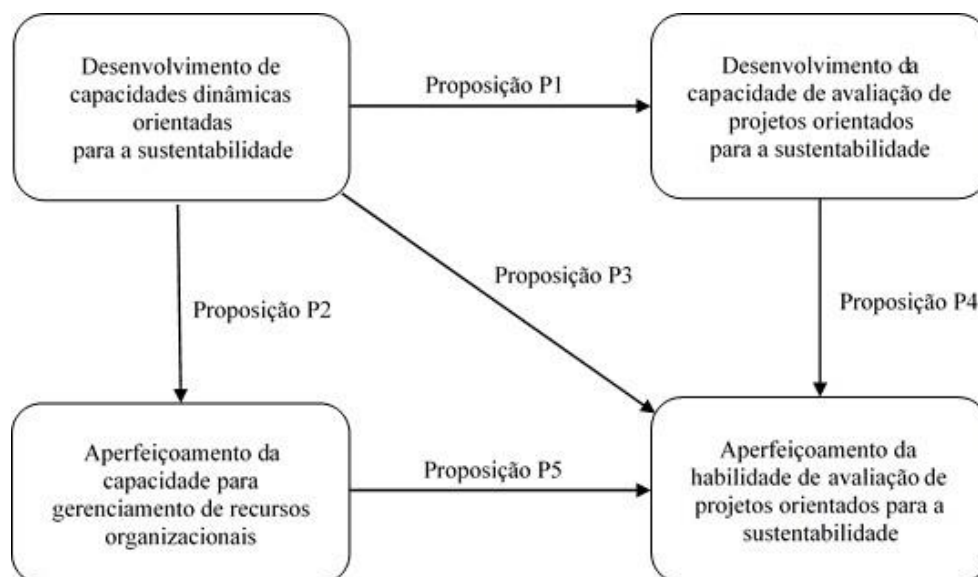 Desenvolvimento de
capacidades dinâmicas
orientadas
para a sustentabilidade
Proposição P1
Desenvolvimento da
capacidade de avaliação de
projetos orientados
para a sustentabilidade
Proposição P2
Proposição P3
Proposição P4
Aperfeiçoamento da
capacidade para
gerenciamento de recursos
organizacionais
Proposição P5
Aperfeiçoamento da
habilidade de avaliação de
projetos orientados para a
sustentabilidade